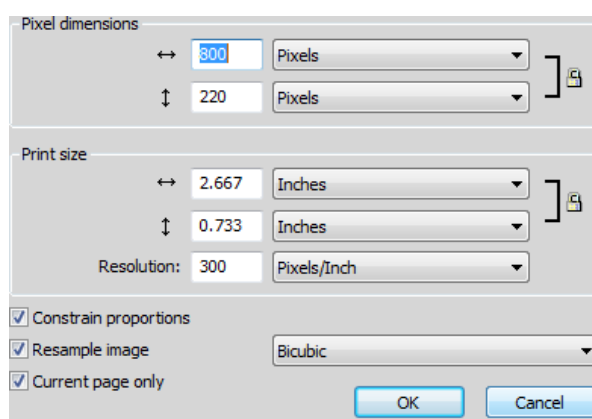 Pixel dimensions
800 Pixels
220 Pixels
Print size
2.667 Inches
0.733 Inches
Resolution: 300 Pixels/Inch
Constrain proportions
Resample image Bicubic
Current page only
OK Cancel